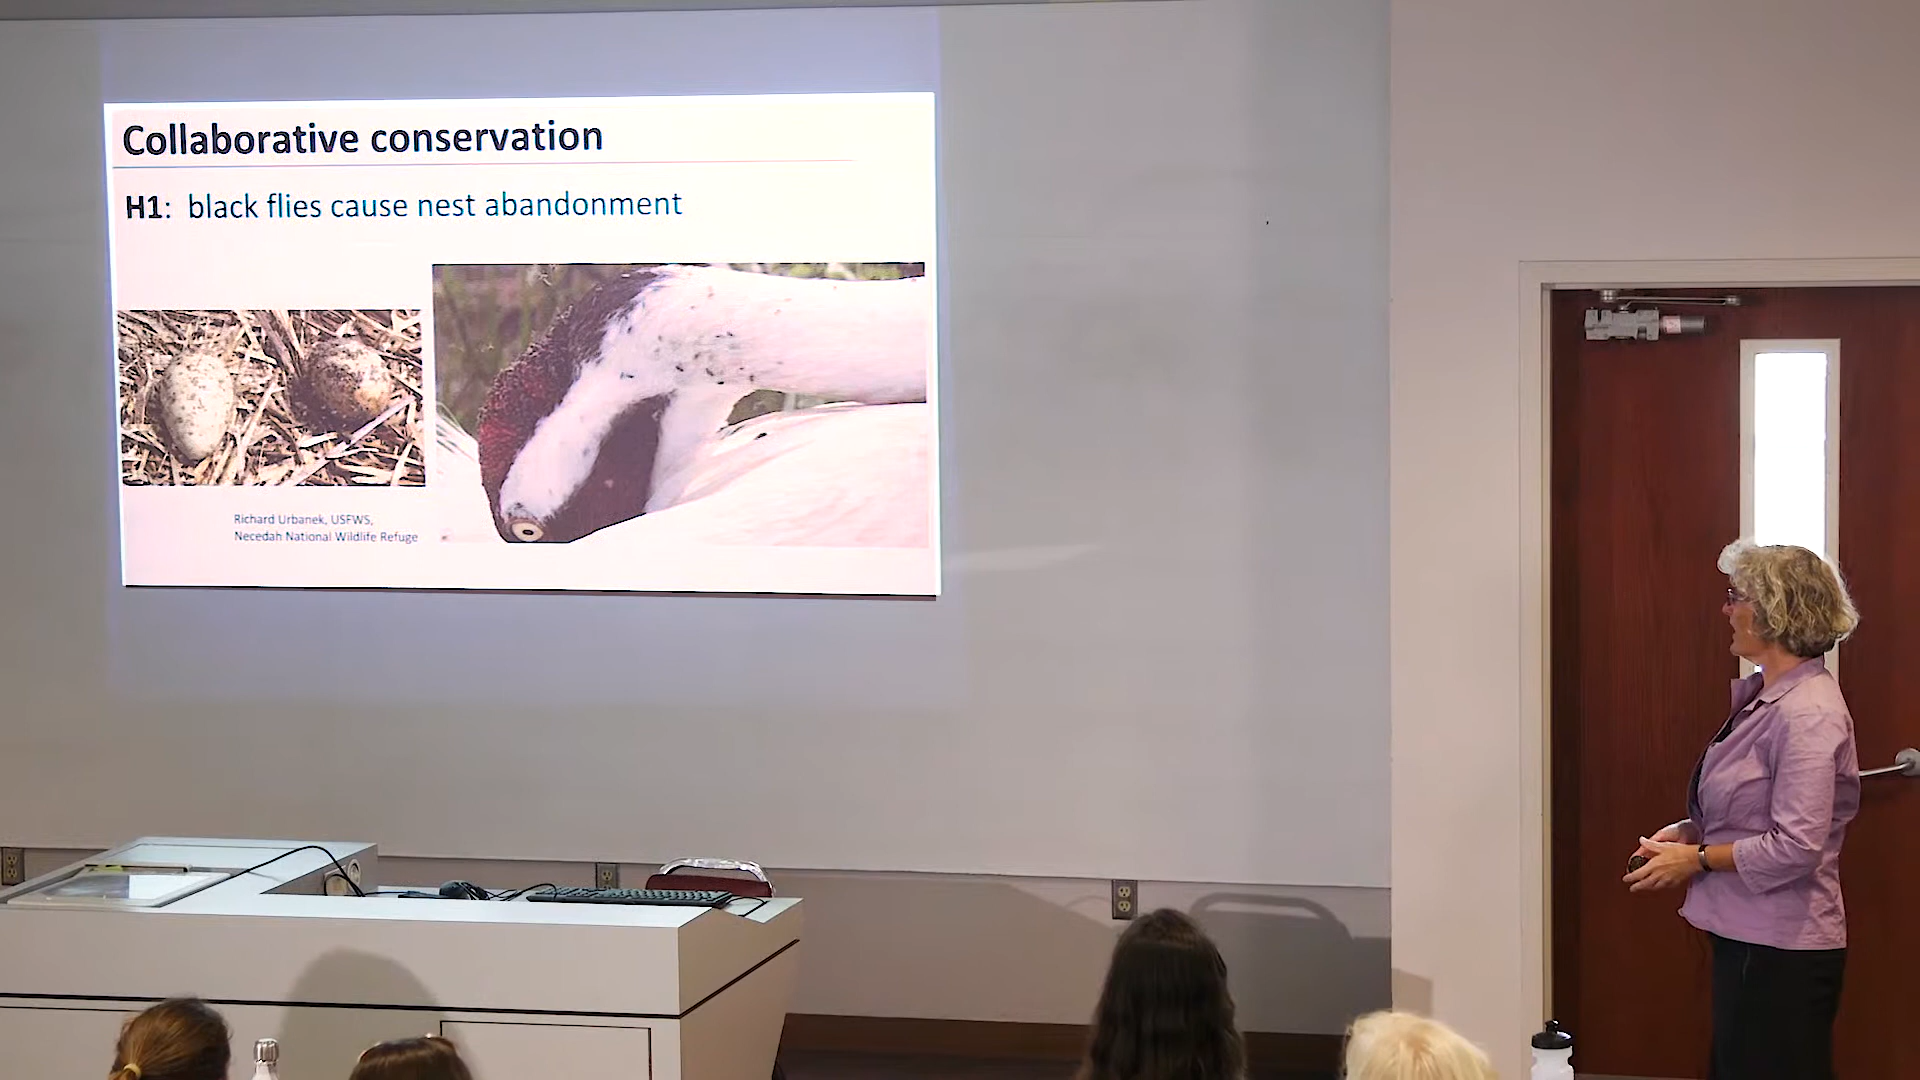 Collaborative conservation
H1: black flies cause nest abandonment
Richard Urbanek, USFWS,
Necedah National Wildlife Refuge